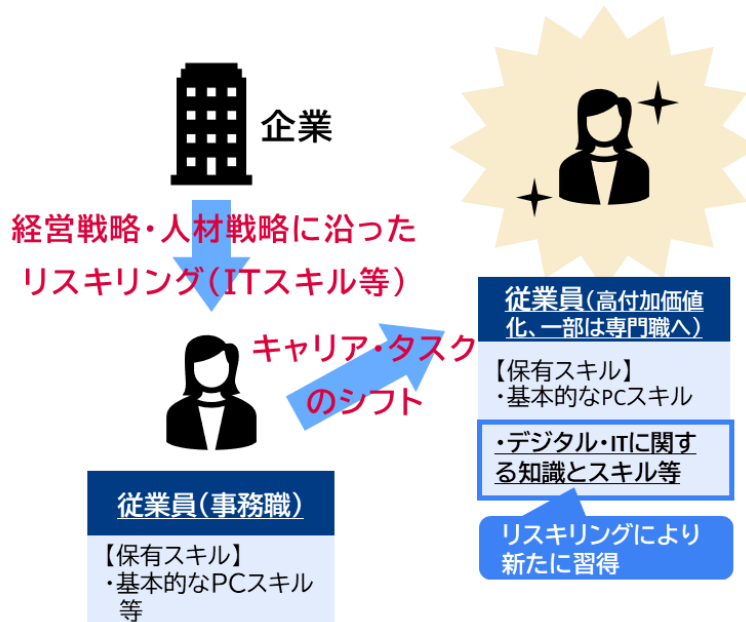 企業
経営戦略・人材戦略に沿った
リスキリング(ITスキル等)
キャリア・タスク
のシフト
従業員(事務職)
【保有スキル】
・基本的なPCスキル
等
従業員(高付加価値
化、一部は専門職へ)
【保有スキル】
・基本的なPCスキル
・デジタル・ITに関す
る知識とスキル等
リスキリングにより
新たに習得